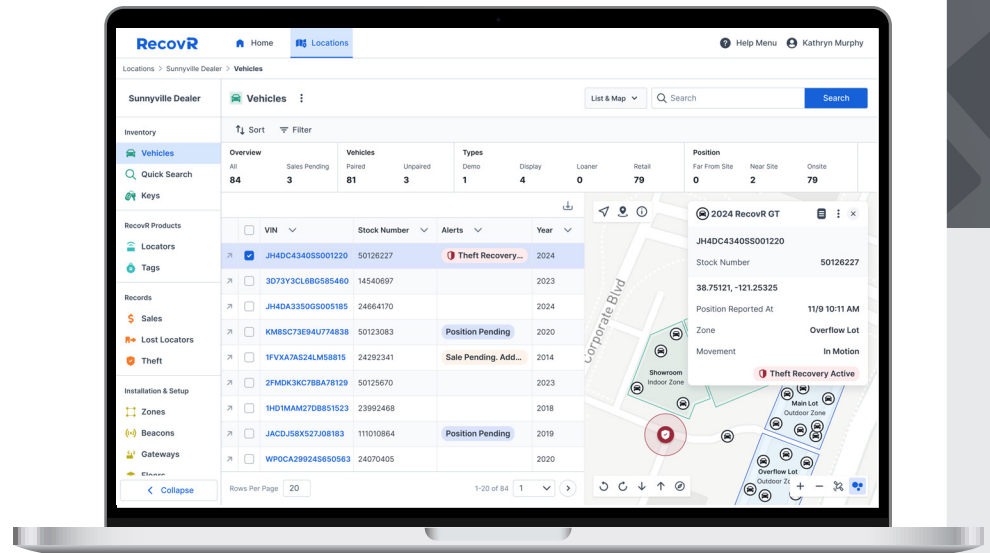 RecovR
Home
Locations
Help Menu
Kathryn Murphy
Locations > Sunnyville Dealer > Vehicles
Sunnyville Dealer
Inventory
Vehicles
Quick Search
Keys
RecovR Products
Locators
Tags
Records
Sales
Lost Locators
Theft
Installation & Setup
Zones
Beacons
Gateways
Floors
Collapse
Vehicles
List & Map
Search
Search
Sort
Filter
Overview
All Sales Pending
84 3
Vehicles
Paired Unpaired
81 3
Types
Demo Display Loaner Retail
1 4 0 79
Position
Far From Site Near Site Onsite
0 2 79
VIN Stock Number Alerts Year
JH4DC4340SS001220 50126227 Theft Recovery... 2024
3D73Y3CL6BG585460 14540697 2023
JH4DA3350GS005185 24664170 2024
KM8SC73E94U774838 50123083 Position Pending 2020
1FVXA7AS24LM58815 24292341 Sale Pending. Add... 2014
2FMDK3KC7BBA78129 50125670 2023
1HD1MAM27DB851523 23992468 2018
JACDJ58X527J08183 111010864 Position Pending 2019
WP0CA29924S650563 24070405 2020
Rows Per Page 20
1-20 of 84 1
2024 RecovR GT
JH4DC4340SS001220
Stock Number 50126227
38.75121, -121.25325
Position Reported At 11/9 10:11 AM
Zone Overflow Lot
Movement In Motion
Theft Recovery Active
Corporate Blvd
Showroom
Indoor Zone
Main Lot
Outdoor Zone
Overflow Lot
Outdoor Zo